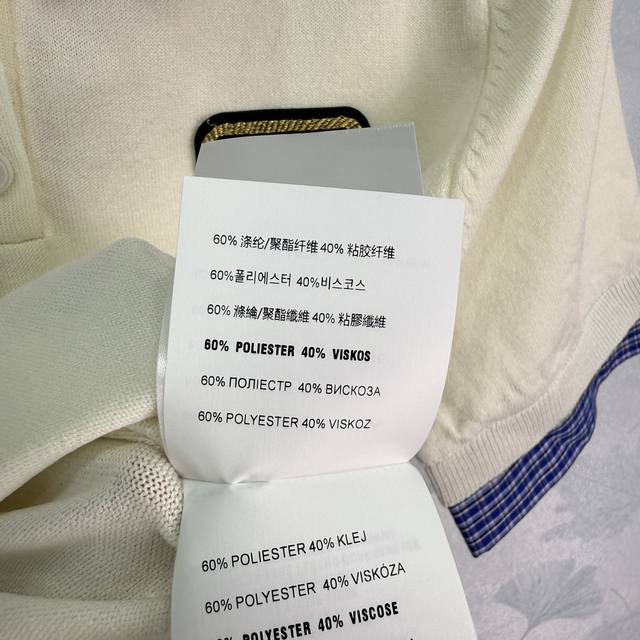 60% 涤纶/聚酯纤维 40% 粘胶纤维
60%폴리에스터 40%비스코스
60% 滌綸/聚酯纖維 40% 粘膠纖維
60% POLIESTER 40% VISKOS
60% ПОЛІЕСТР 40% ВИСКОЗА
60% POLYESTER 40% VISKOZ
60% POLIESTER 40% KLEJ
60% POLYESTER 40% VISKÓZA
POLYESTER 40% VISCOSE